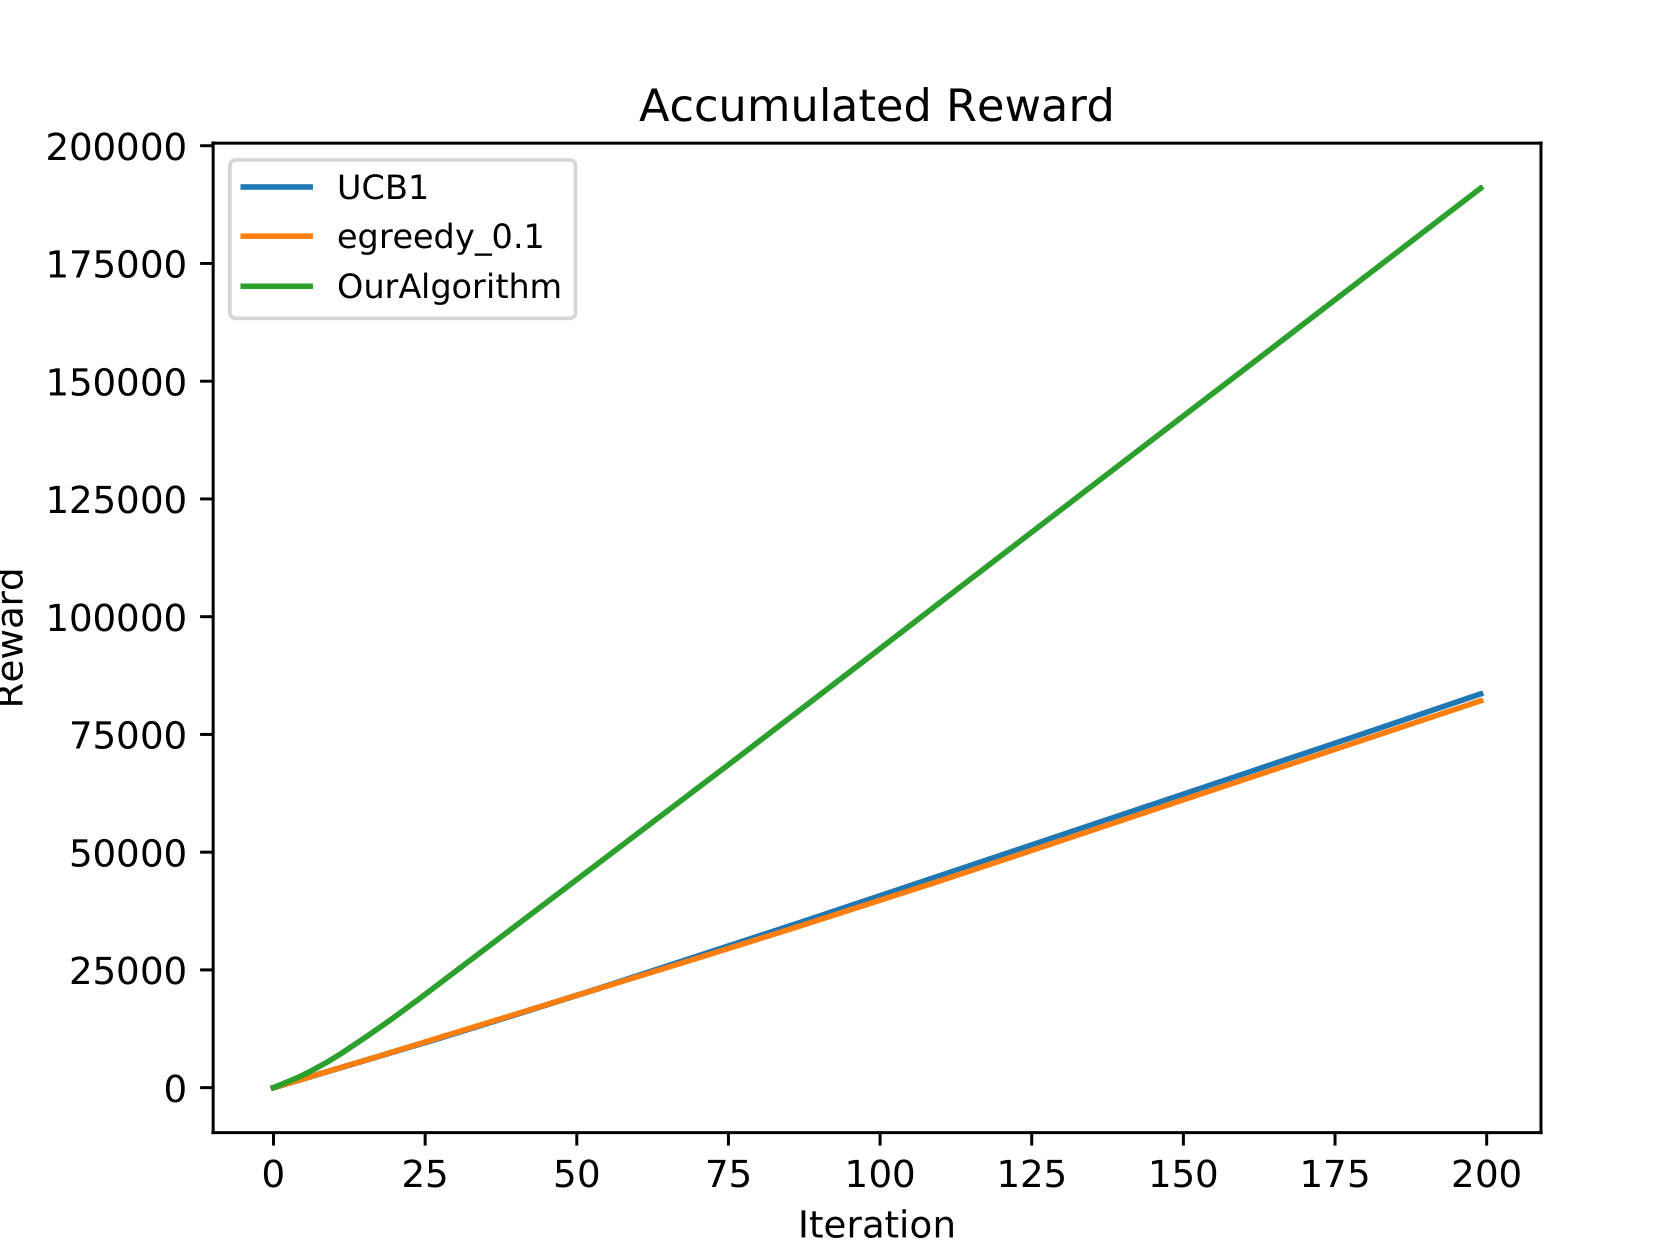 Accumulated Reward
200000
175000
150000
125000
100000
75000
50000
25000
0
Reward
UCB1
egreedy_0.1
OurAlgorithm
0 25 50 75 100 125 150 175 200
Iteration